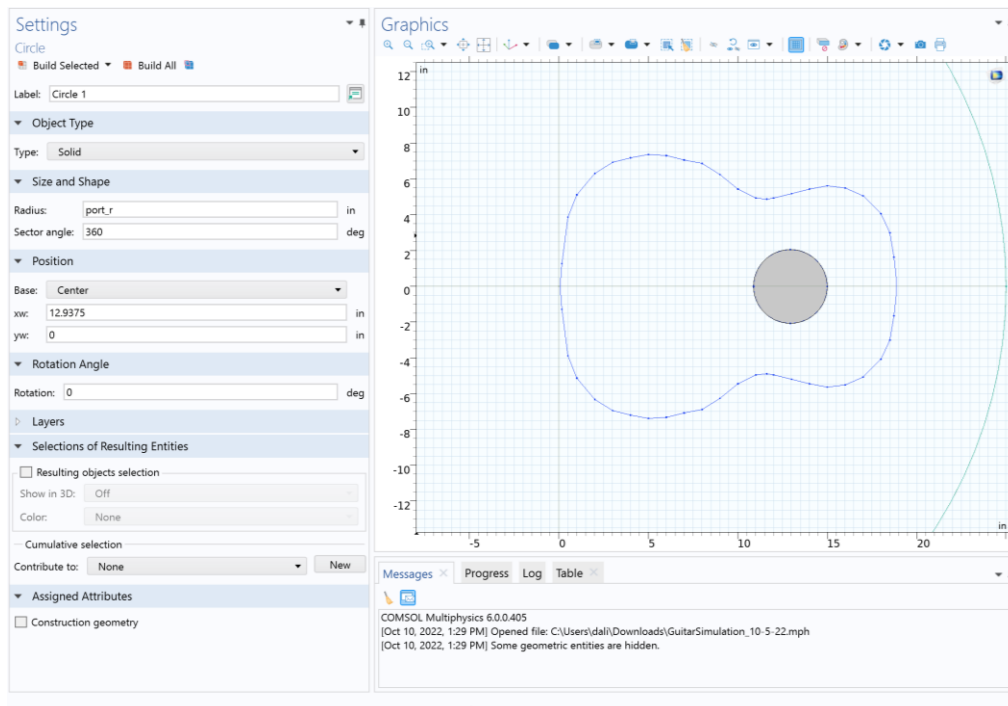 Settings
Circle
Build Selected Build All
Label: Circle 1
Object Type
Type: Solid
Size and Shape
Radius: port_r in
Sector angle: 360 deg
Position
Base: Center
xw: 12.9375 in
yw: 0 in
Rotation Angle
Rotation: 0 deg
Layers
Selections of Resulting Entities
Resulting objects selection
Show in 3D: Off
Color: None
Cumulative selection
Contribute to: None New
Assigned Attributes
Construction geometry
Graphics
in
12
10
8
6
4
2
0
-2
-4
-6
-8
-10
-12
in
-5 0 5 10 15 20
Messages Progress Log Table
COMSOL Multiphysics 6.0.0.405
[Oct 10, 2022, 1:29 PM] Opened file: C:\Users\dali\Downloads\GuitarSimulation_10-5-22.mph
[Oct 10, 2022, 1:29 PM] Some geometric entities are hidden.